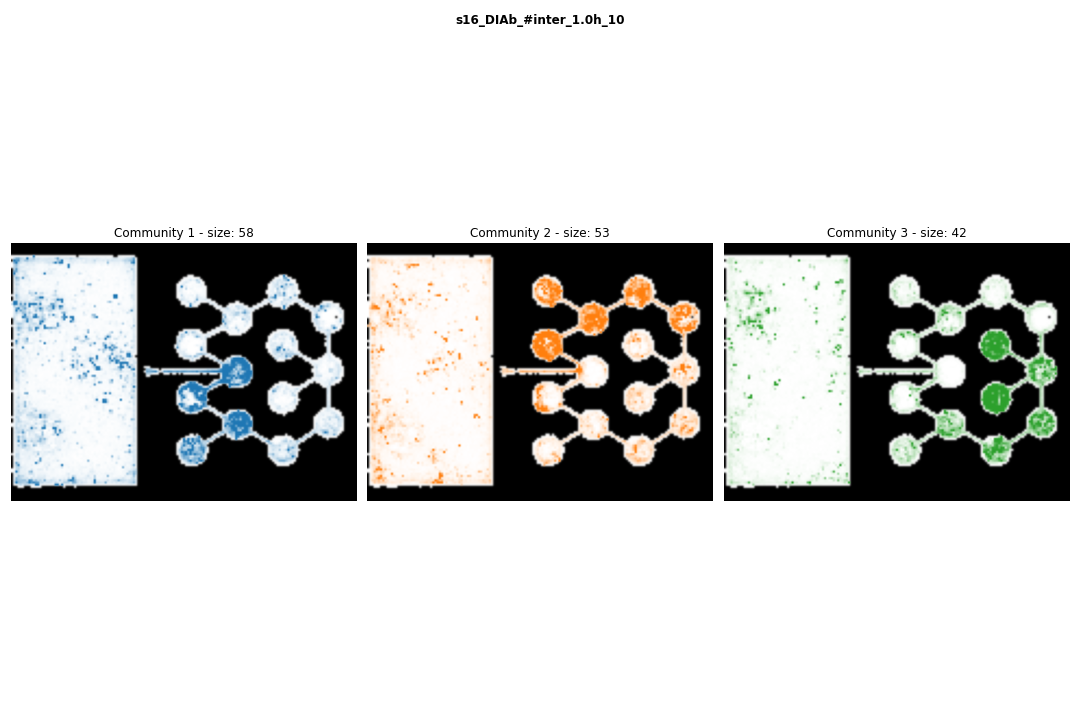 s16_DIAb_#inter_1.0h_10
Community 1 - size: 58
Community 2 - size: 53
Community 3 - size: 42